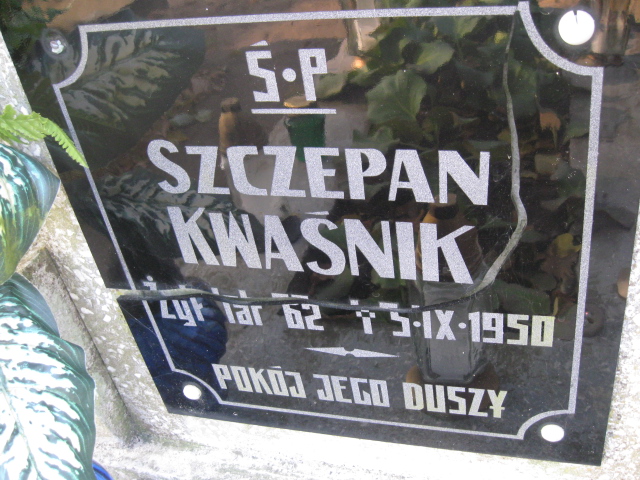 Ś.P
SZCZEPAN
KWAŚNIK
Żył lat 62 † 5.IX.1950
POKÓJ JEGO DUSZY